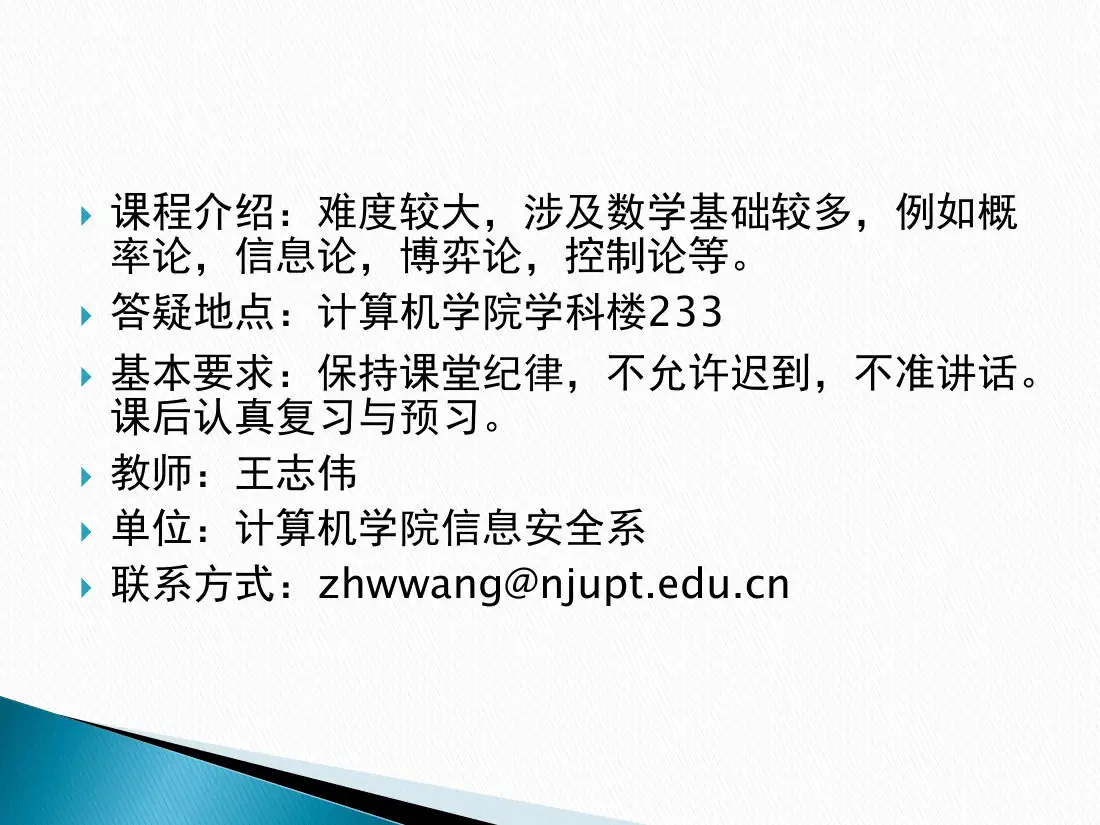 课程介绍：难度较大，涉及数学基础较多，例如概
率论，信息论，博弈论，控制论等。
答疑地点：计算机学院学科楼233
基本要求：保持课堂纪律，不允许迟到，不准讲话。
课后认真复习与预习。
教师：王志伟
单位：计算机学院信息安全系
联系方式：zhwwang@njupt.edu.cn